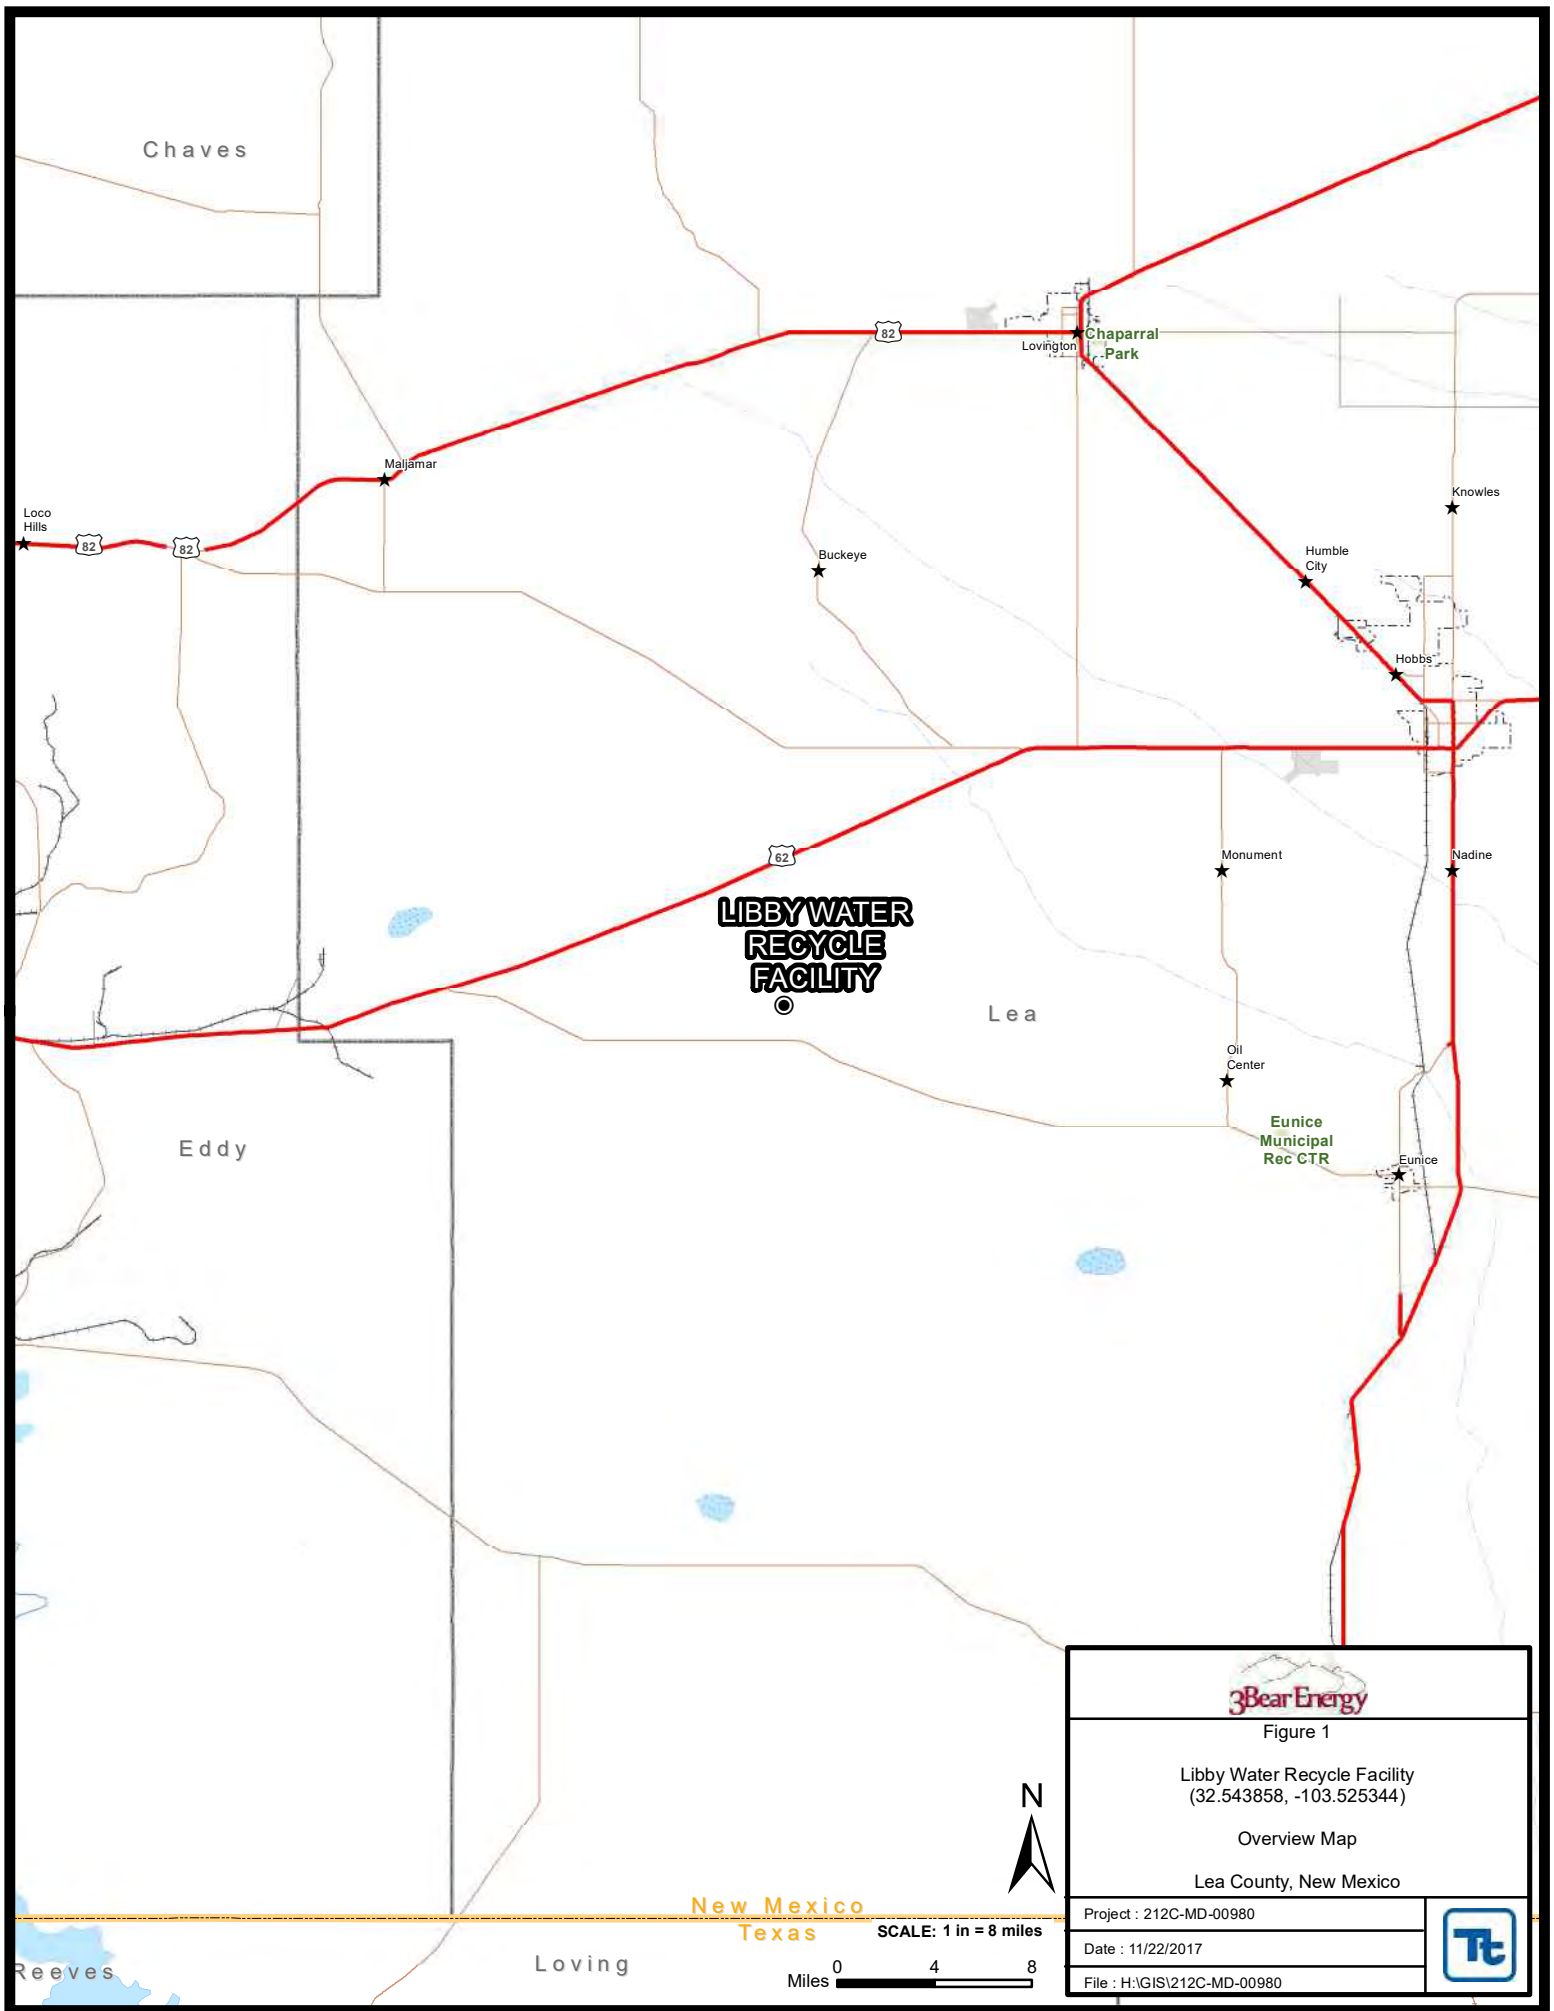 Chaves
82
Lovington
Chaparral
Park
Maljamar
Knowles
Loco
Hills
82
82
Buckeye
Humble
City
Hobbs
62
Monument
Nadine
LIBBY WATER
RECYCLE
FACILITY
Lea
Oil
Center
Eunice
Municipal
Rec CTR
Eddy
Eunice
3Bear Energy
Figure 1
Libby Water Recycle Facility
(32.543858, -103.525344)
Overview Map
Lea County, New Mexico
Project : 212C-MD-00980
Date : 11/22/2017
File : H:\GIS\212C-MD-00980
Tt
N
New Mexico
Texas
SCALE: 1 in = 8 miles
Reeves
Loving
0 4 8
Miles